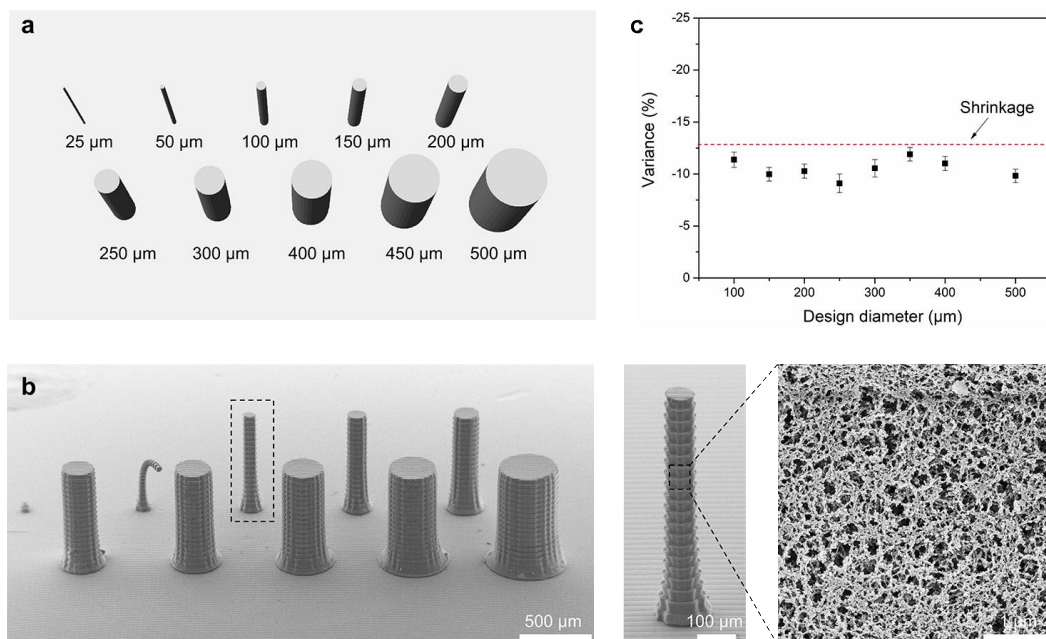 a
25 µm 50 µm 100 µm 150 µm 200 µm
250 µm 300 µm 400 µm 450 µm 500 µm
c
-25
-20
-15
-10
-5
0
Variance (%)
Shrinkage
100 200 300 400 500
Design diameter (µm)
b
500 µm
100 µm
µm